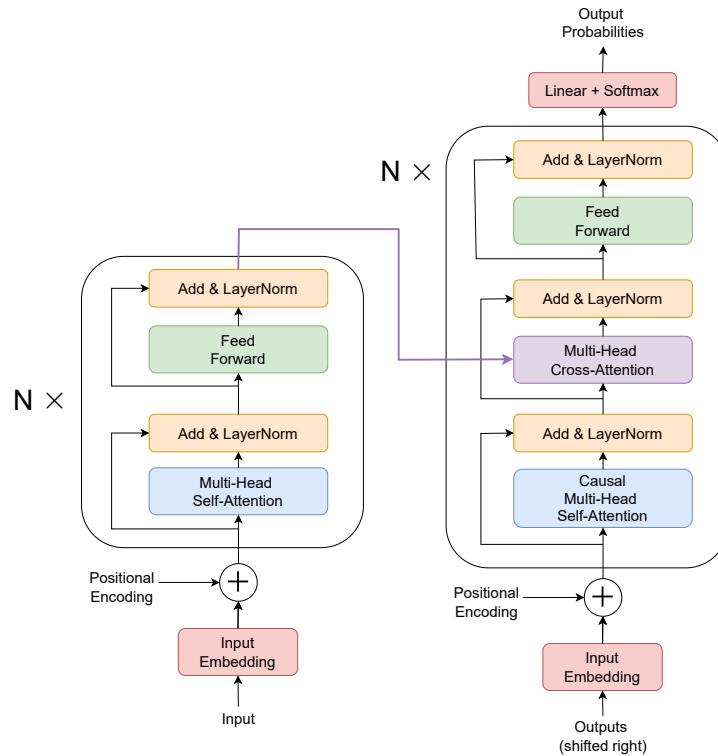 Output
Probabilities
Linear + Softmax
N ×
Add & LayerNorm
Feed
Forward
Add & LayerNorm
Multi-Head
Cross-Attention
Add & LayerNorm
Causal
Multi-Head
Self-Attention
Positional
Encoding
+
Input
Embedding
Outputs
(shifted right)
N ×
Add & LayerNorm
Feed
Forward
Add & LayerNorm
Multi-Head
Self-Attention
Positional
Encoding
+
Input
Embedding
Input